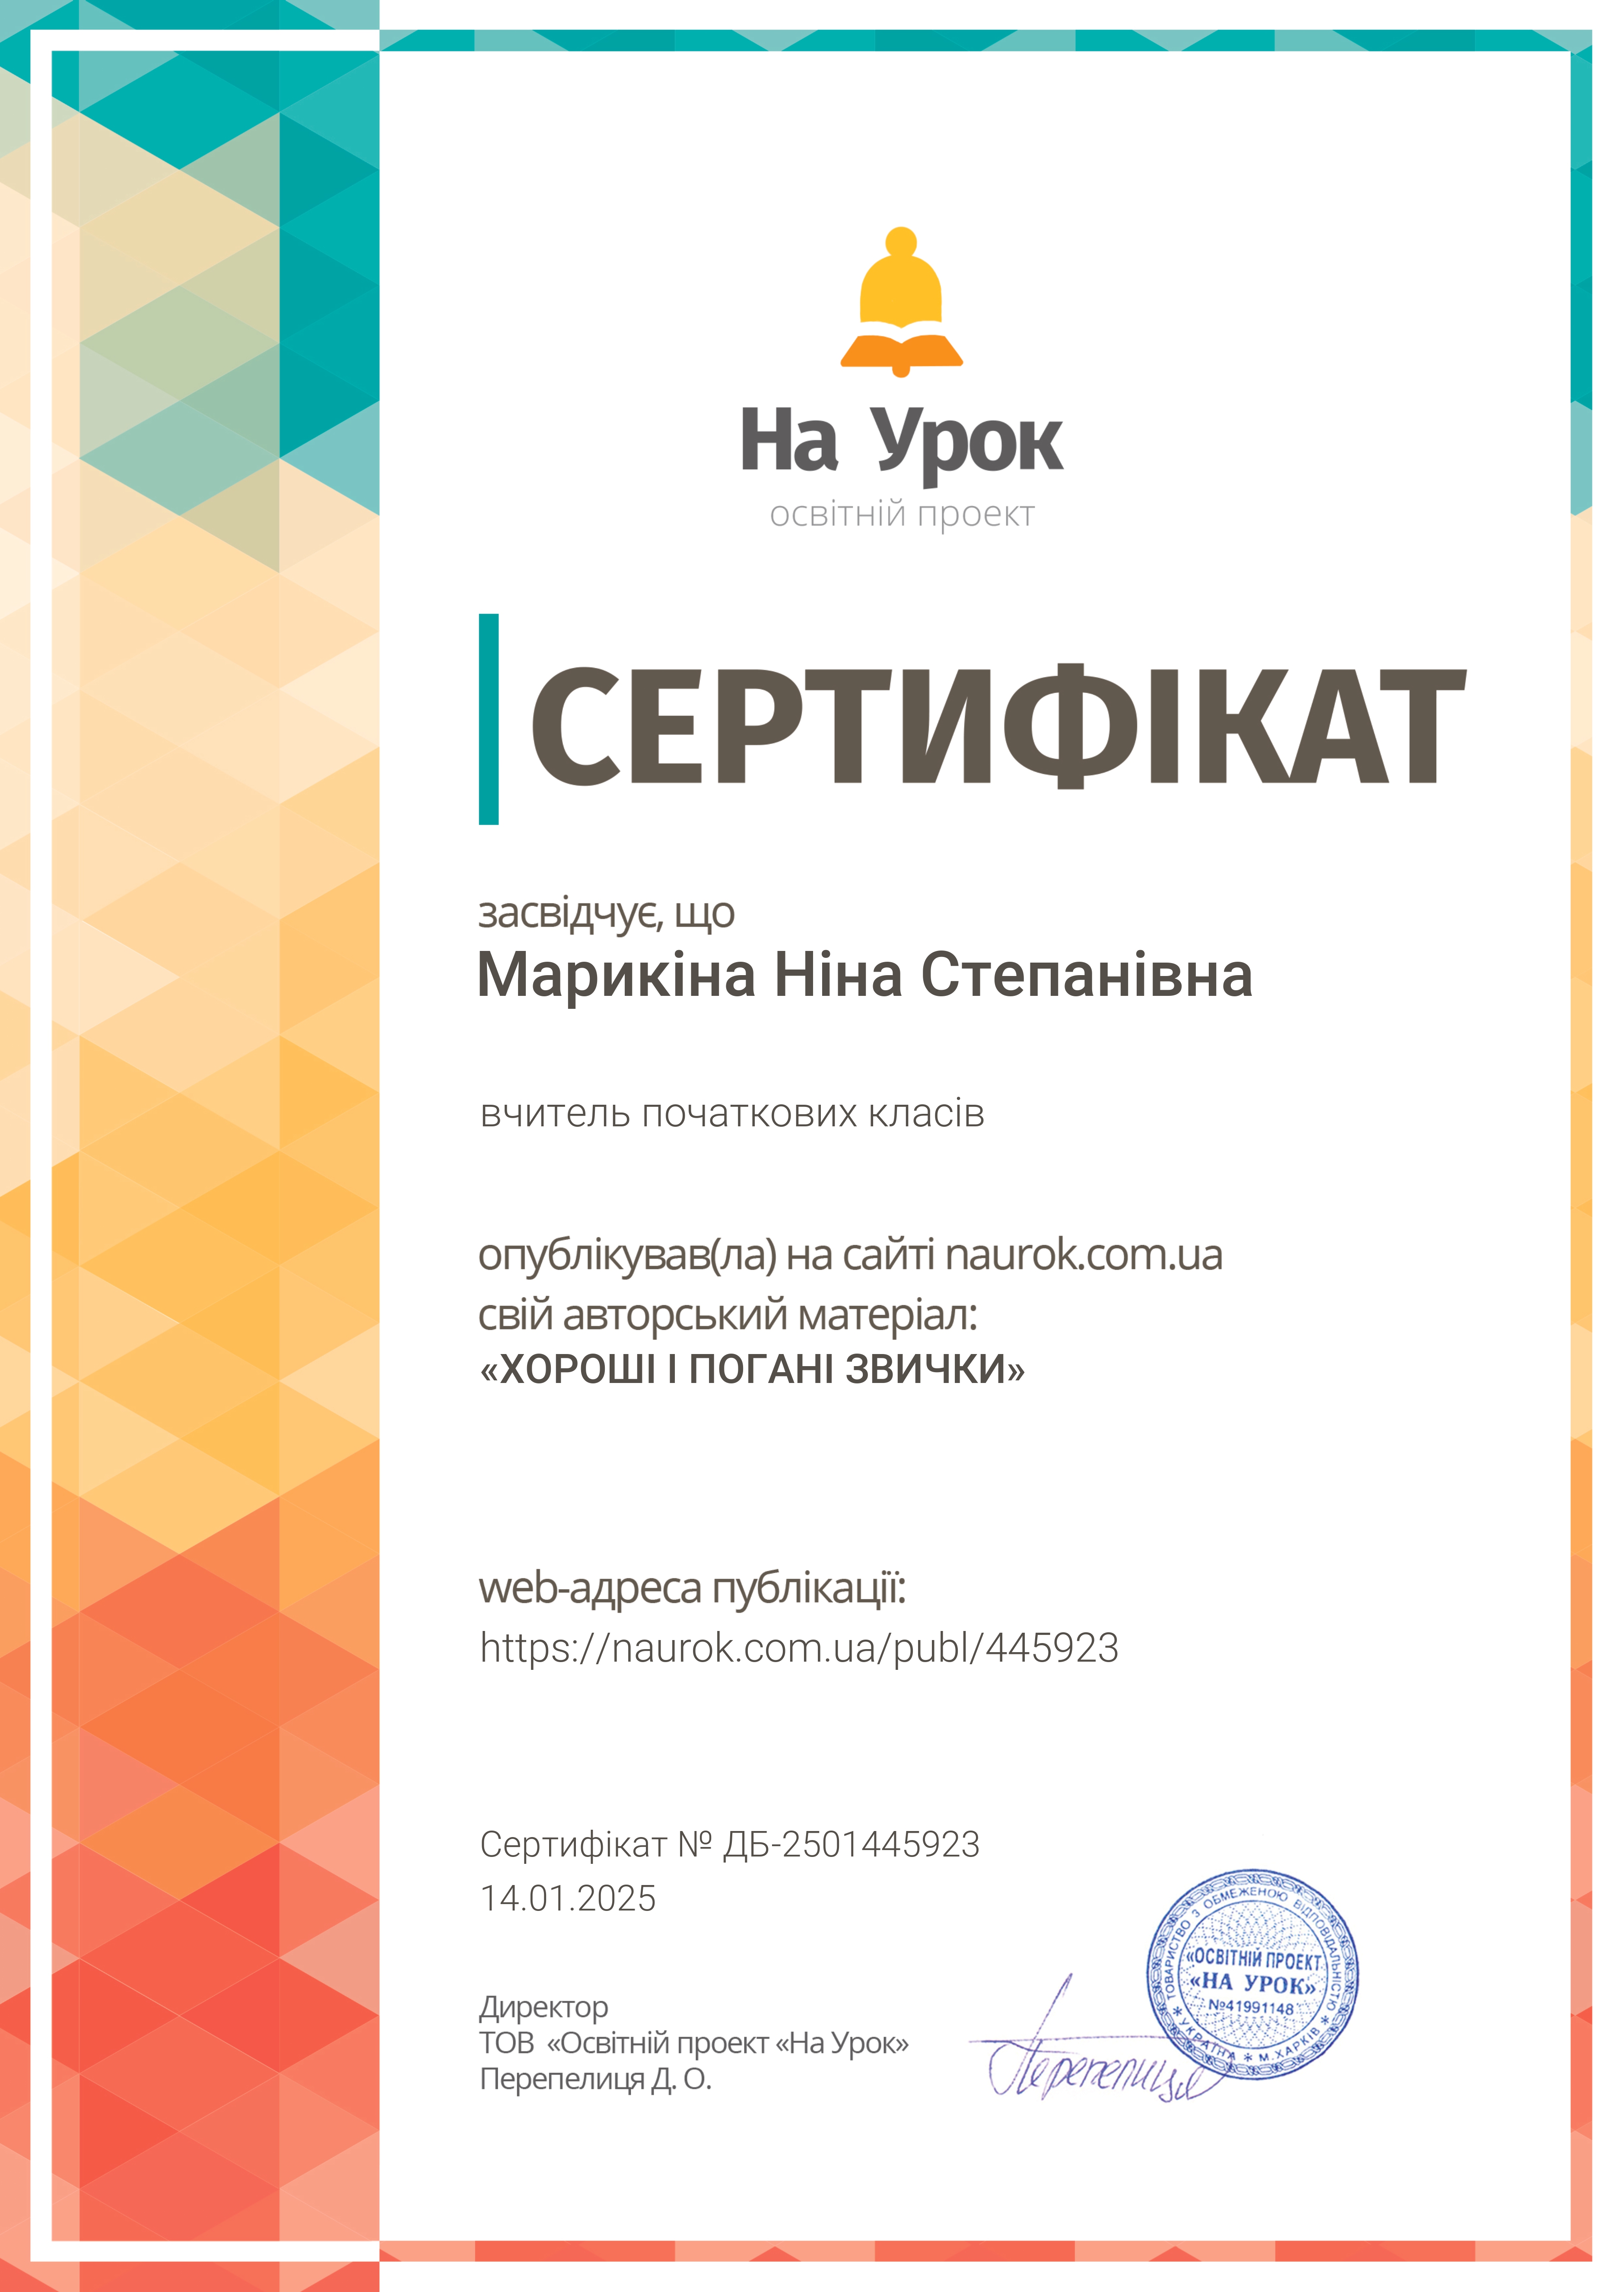 На Урок
освітній проект
СЕРТИФІКАТ
засвідчує, що
Марикіна Ніна Степанівна
вчитель початкових класів
опублікував(ла) на сайті naurok.com.ua
свій авторський матеріал:
«ХОРОШІ І ПОГАНІ ЗВИЧКИ»
web-адреса публікації:
https://naurok.com.ua/publ/445923
Сертифікат № ДБ-2501445923
14.01.2025
Директор
ТОВ «Освітній проект «На Урок»
Перепелиця Д. О.
Перепелиця
ТОВАРИСТВО З ОБМЕЖЕНОЮ ВІДПОВІДАЛЬНІСТЮ
«ОСВІТНІЙ ПРОЕКТ
«НА УРОК»
№41991148
* УКРАЇНА * М.ХАРКІВ *